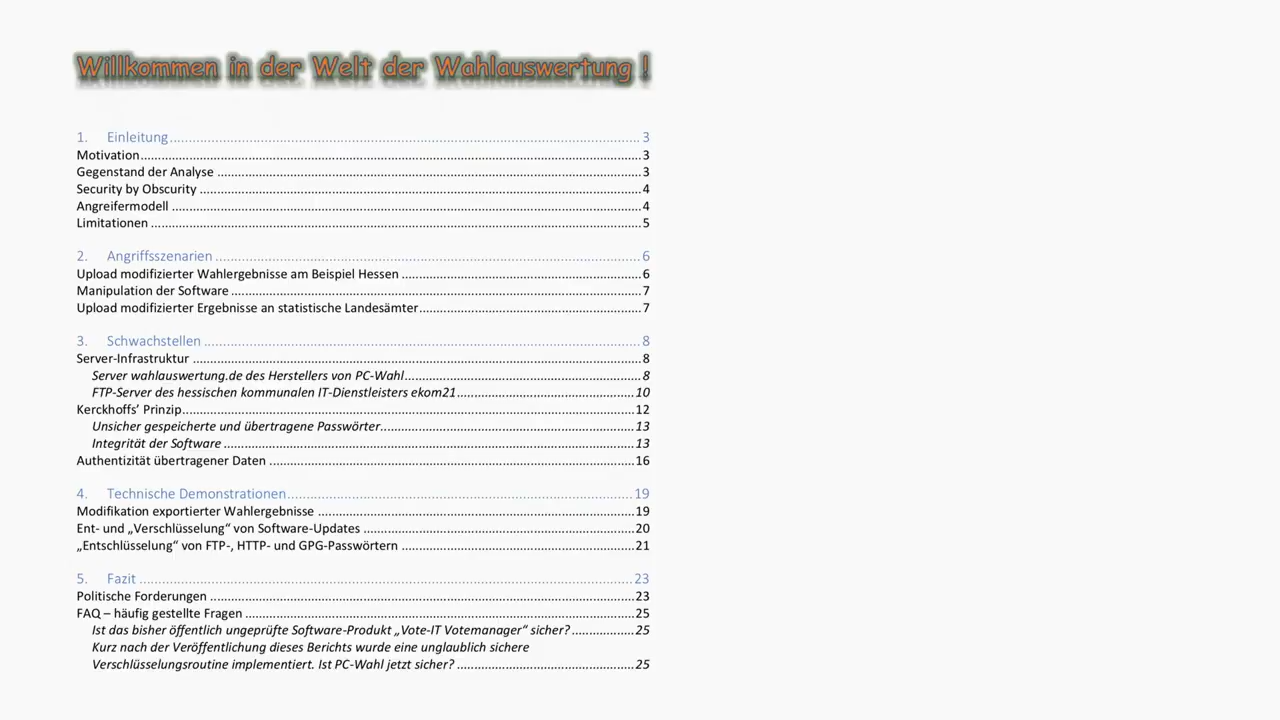 Willkommen in der Welt der Wahlauswertung !
1. Einleitung 3
Motivation 3
Gegenstand der Analyse 3
Security by Obscurity 4
Angreifermodell 4
Limitationen 5
2. Angriffsszenarien 6
Upload modifizierter Wahlergebnisse am Beispiel Hessen 6
Manipulation der Software 7
Upload modifizierter Ergebnisse an statistische Landesämter 7
3. Schwachstellen 8
Server-Infrastruktur 8
Server wahlauswertung.de des Herstellers von PC-Wahl 8
FTP-Server des hessischen kommunalen IT-Dienstleisters ekom21 10
Kerckhoffs’ Prinzip 12
Unsicher gespeicherte und übertragene Passwörter 13
Integrität der Software 13
Authentizität übertragener Daten 16
4. Technische Demonstrationen 19
Modifikation exportierter Wahlergebnisse 19
Ent- und „Verschlüsselung“ von Software-Updates 20
„Entschlüsselung“ von FTP-, HTTP- und GPG-Passwörtern 21
5. Fazit 23
Politische Forderungen 23
FAQ – häufig gestellte Fragen 25
Ist das bisher öffentlich ungeprüfte Software-Produkt „Vote-IT Votemanager“ sicher? 25
Kurz nach der Veröffentlichung dieses Berichts wurde eine unglaublich sichere
Verschlüsselungsroutine implementiert. Ist PC-Wahl jetzt sicher? 25